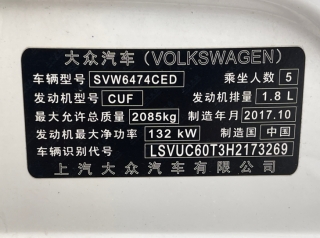 大众汽车(VOLKSWAGEN)
车辆型号 SVW6474CED 乘坐人数 5
发动机型号 CUF 发动机排量 1.8 L
最大允许总质量 2085kg 制造年月 2017.10
发动机最大净功率 132 kW 制造国 中国
车辆识别代号 LSVUC60T3H2173269
上汽大众汽车有限公司